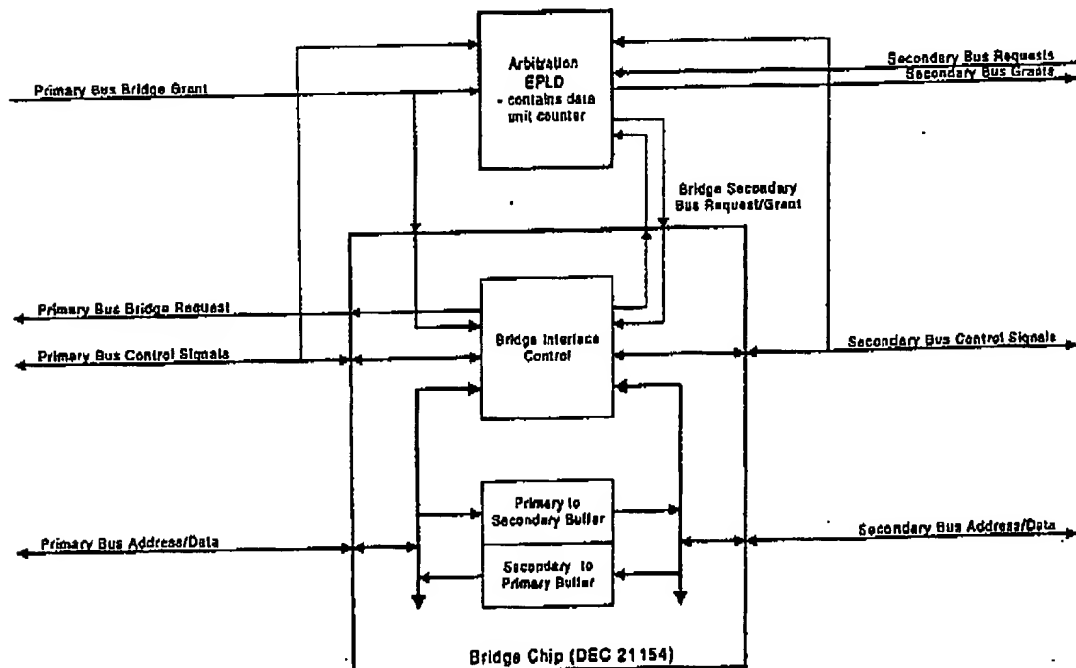 Arbitration
EPLD
- contains data
unit counter
Secondary Bus Requests
Secondary Bus Grants
Primary Bus Bridge Grant
Bridge Secondary
Bus Request/Grant
Primary Bus Bridge Request
Primary Bus Control Signals
Bridge Interface
Control
Secondary Bus Control Signals
Primary to
Secondary Buffer
Primary Bus Address/Data
Secondary Bus Address/Data
Secondary to
Primary Buffer
Bridge Chip (DEC 21154)